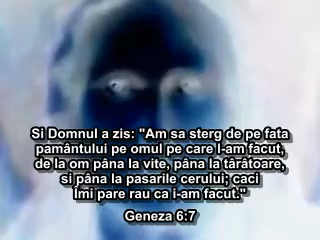 Si Domnul a zis: "Am sa sterg de pe fata
pamântului pe omul pe care l-am facut,
de la om pâna la vite, pâna la târâtoare,
si pâna la pasarile cerului; caci
Îmi pare rau ca i-am facut."
Geneza 6:7